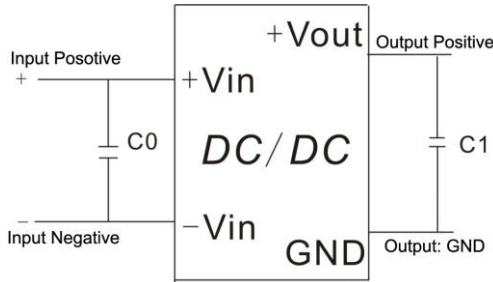 +Vout
Output Positive
Input Posotive
+
+Vin
C0
DC/DC
C1
−
−Vin
Input Negative
GND
Output: GND